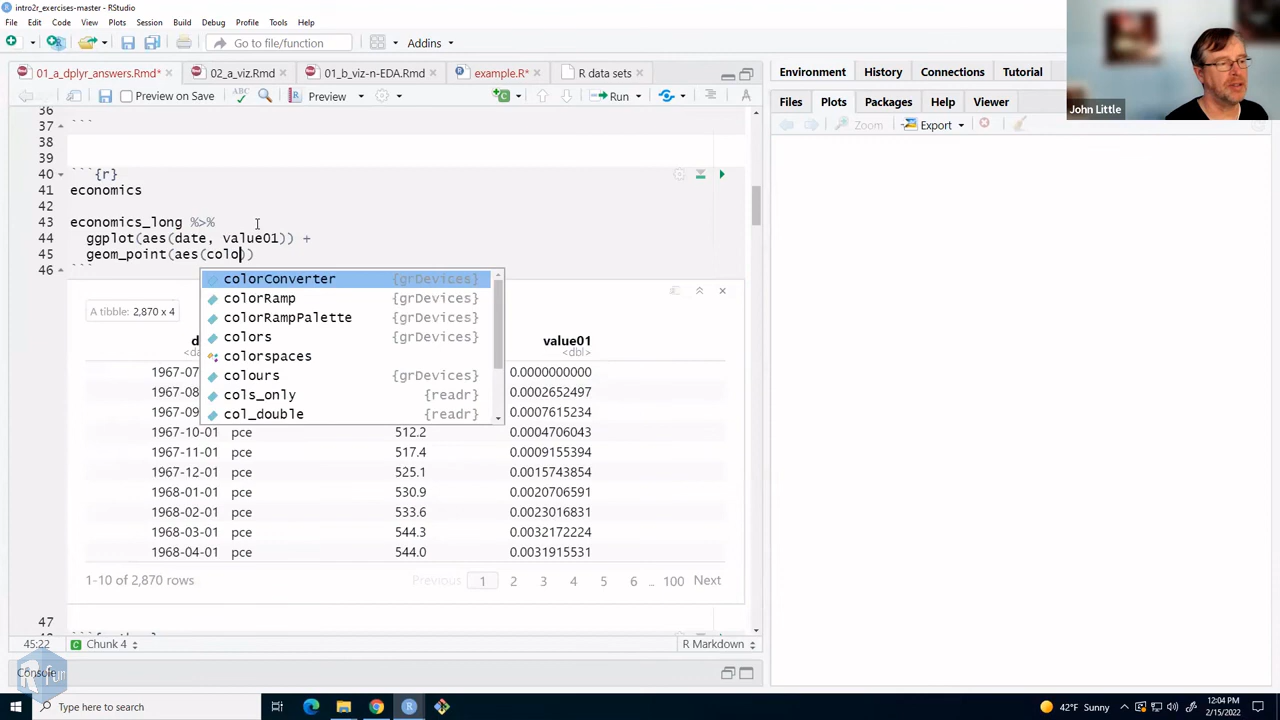 intro2r_exercises-master - RStudio
File Edit Code View Plots Session Build Debug Profile Tools Help
Go to file/function Addins
01_a_dplyr_answers.Rmd* 02_a_viz.Rmd 01_b_viz-n-EDA.Rmd example.R* R data sets
Preview on Save Preview Run
Environment History Connections Tutorial
Files Plots Packages Help Viewer
Zoom Export
John Little
36
37 ```
38
39
40 ```{r}
41 economics
42
43 economics_long %>%
44 ggplot(aes(date, value01)) +
45 geom_point(aes(colo))
46 ```
colorConverter {grDevices}
colorRamp {grDevices}
colorRampPalette {grDevices}
colors {grDevices}
colorspaces
colours {grDevices}
cols_only {readr}
col_double {readr}
A tibble: 2,870 x 4
d value01
<da <dbl>
1967-07 0.0000000000
1967-08 0.0002652497
1967-09 0.0007615234
1967-10-01 pce 512.2 0.0004706043
1967-11-01 pce 517.4 0.0009155394
1967-12-01 pce 525.1 0.0015743854
1968-01-01 pce 530.9 0.0020706591
1968-02-01 pce 533.6 0.0023016831
1968-03-01 pce 544.3 0.0032172224
1968-04-01 pce 544.0 0.0031915531
1-10 of 2,870 rows Previous 1 2 3 4 5 6 ... 100 Next
47
45:22 Chunk 4 R Markdown
Console
R fun
Type here to search
42°F Sunny
12:04 PM
2/15/2022